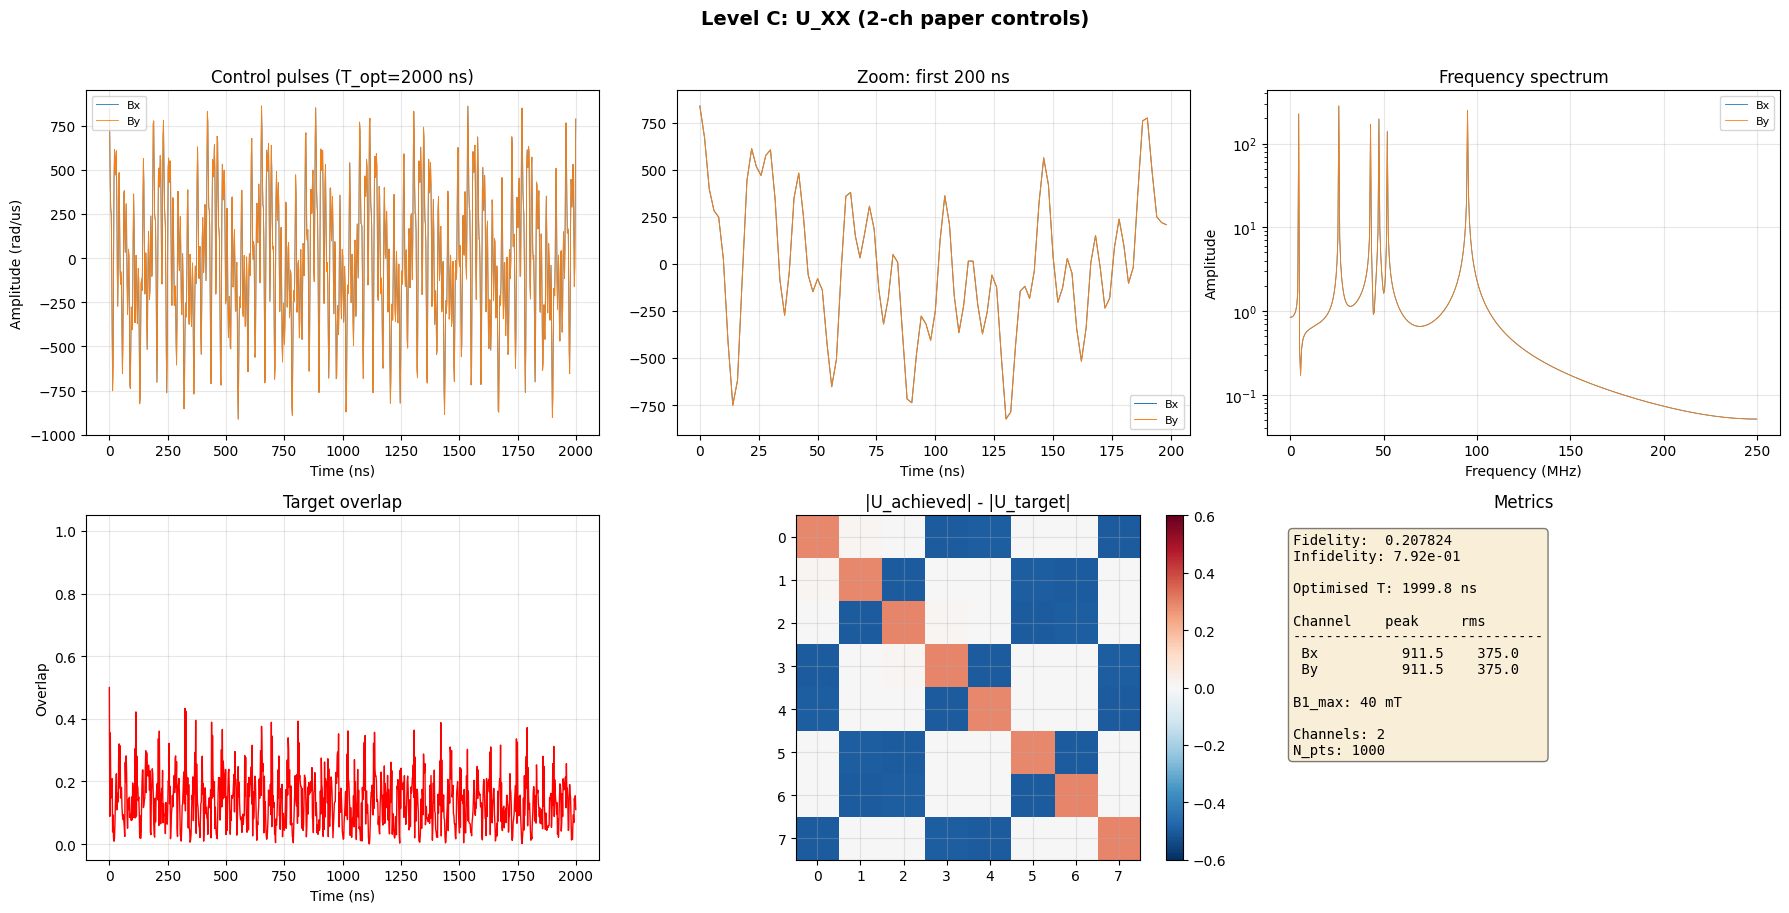 Level C: U_XX (2-ch paper controls)
Control pulses (T_opt=2000 ns)
Bx
By
Amplitude (rad/us)
750
500
250
0
−250
−500
−750
−1000
0 250 500 750 1000 1250 1500 1750 2000
Time (ns)
Zoom: first 200 ns
750
500
250
0
−250
−500
−750
Bx
By
0 25 50 75 100 125 150 175 200
Time (ns)
Frequency spectrum
Bx
By
Amplitude
10²
10¹
10⁰
10⁻¹
0 50 100 150 200 250
Frequency (MHz)
Target overlap
Overlap
1.0
0.8
0.6
0.4
0.2
0.0
0 250 500 750 1000 1250 1500 1750 2000
Time (ns)
|U_achieved| - |U_target|
0
1
2
3
4
5
6
7
0 1 2 3 4 5 6 7
0.6
0.4
0.2
0.0
−0.2
−0.4
−0.6
Metrics
Fidelity: 0.207824
Infidelity: 7.92e-01
Optimised T: 1999.8 ns
Channel peak rms
------------------------------
Bx 911.5 375.0
By 911.5 375.0
B1_max: 40 mT
Channels: 2
N_pts: 1000